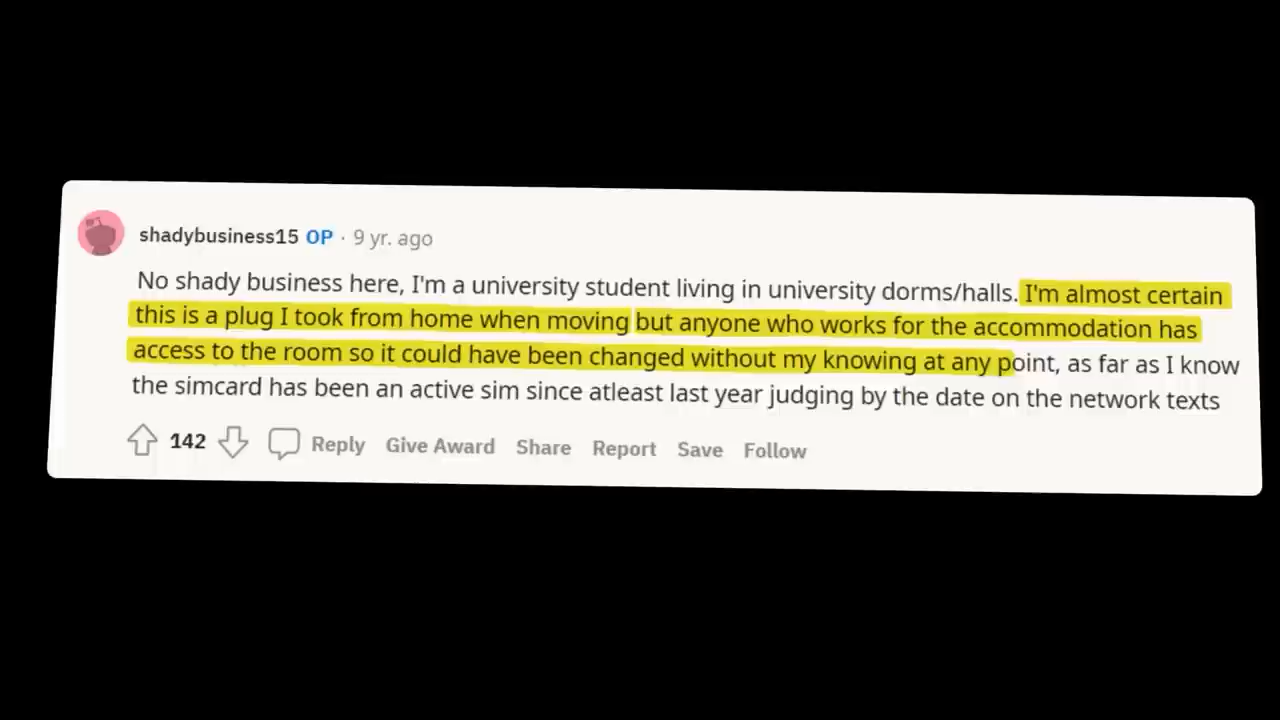 shadybusiness15 OP · 9 yr. ago
No shady business here, I'm a university student living in university dorms/halls. I'm almost certain
this is a plug I took from home when moving but anyone who works for the accommodation has
access to the room so it could have been changed without my knowing at any point, as far as I know
the simcard has been an active sim since atleast last year judging by the date on the network texts
142 Reply Give Award Share Report Save Follow